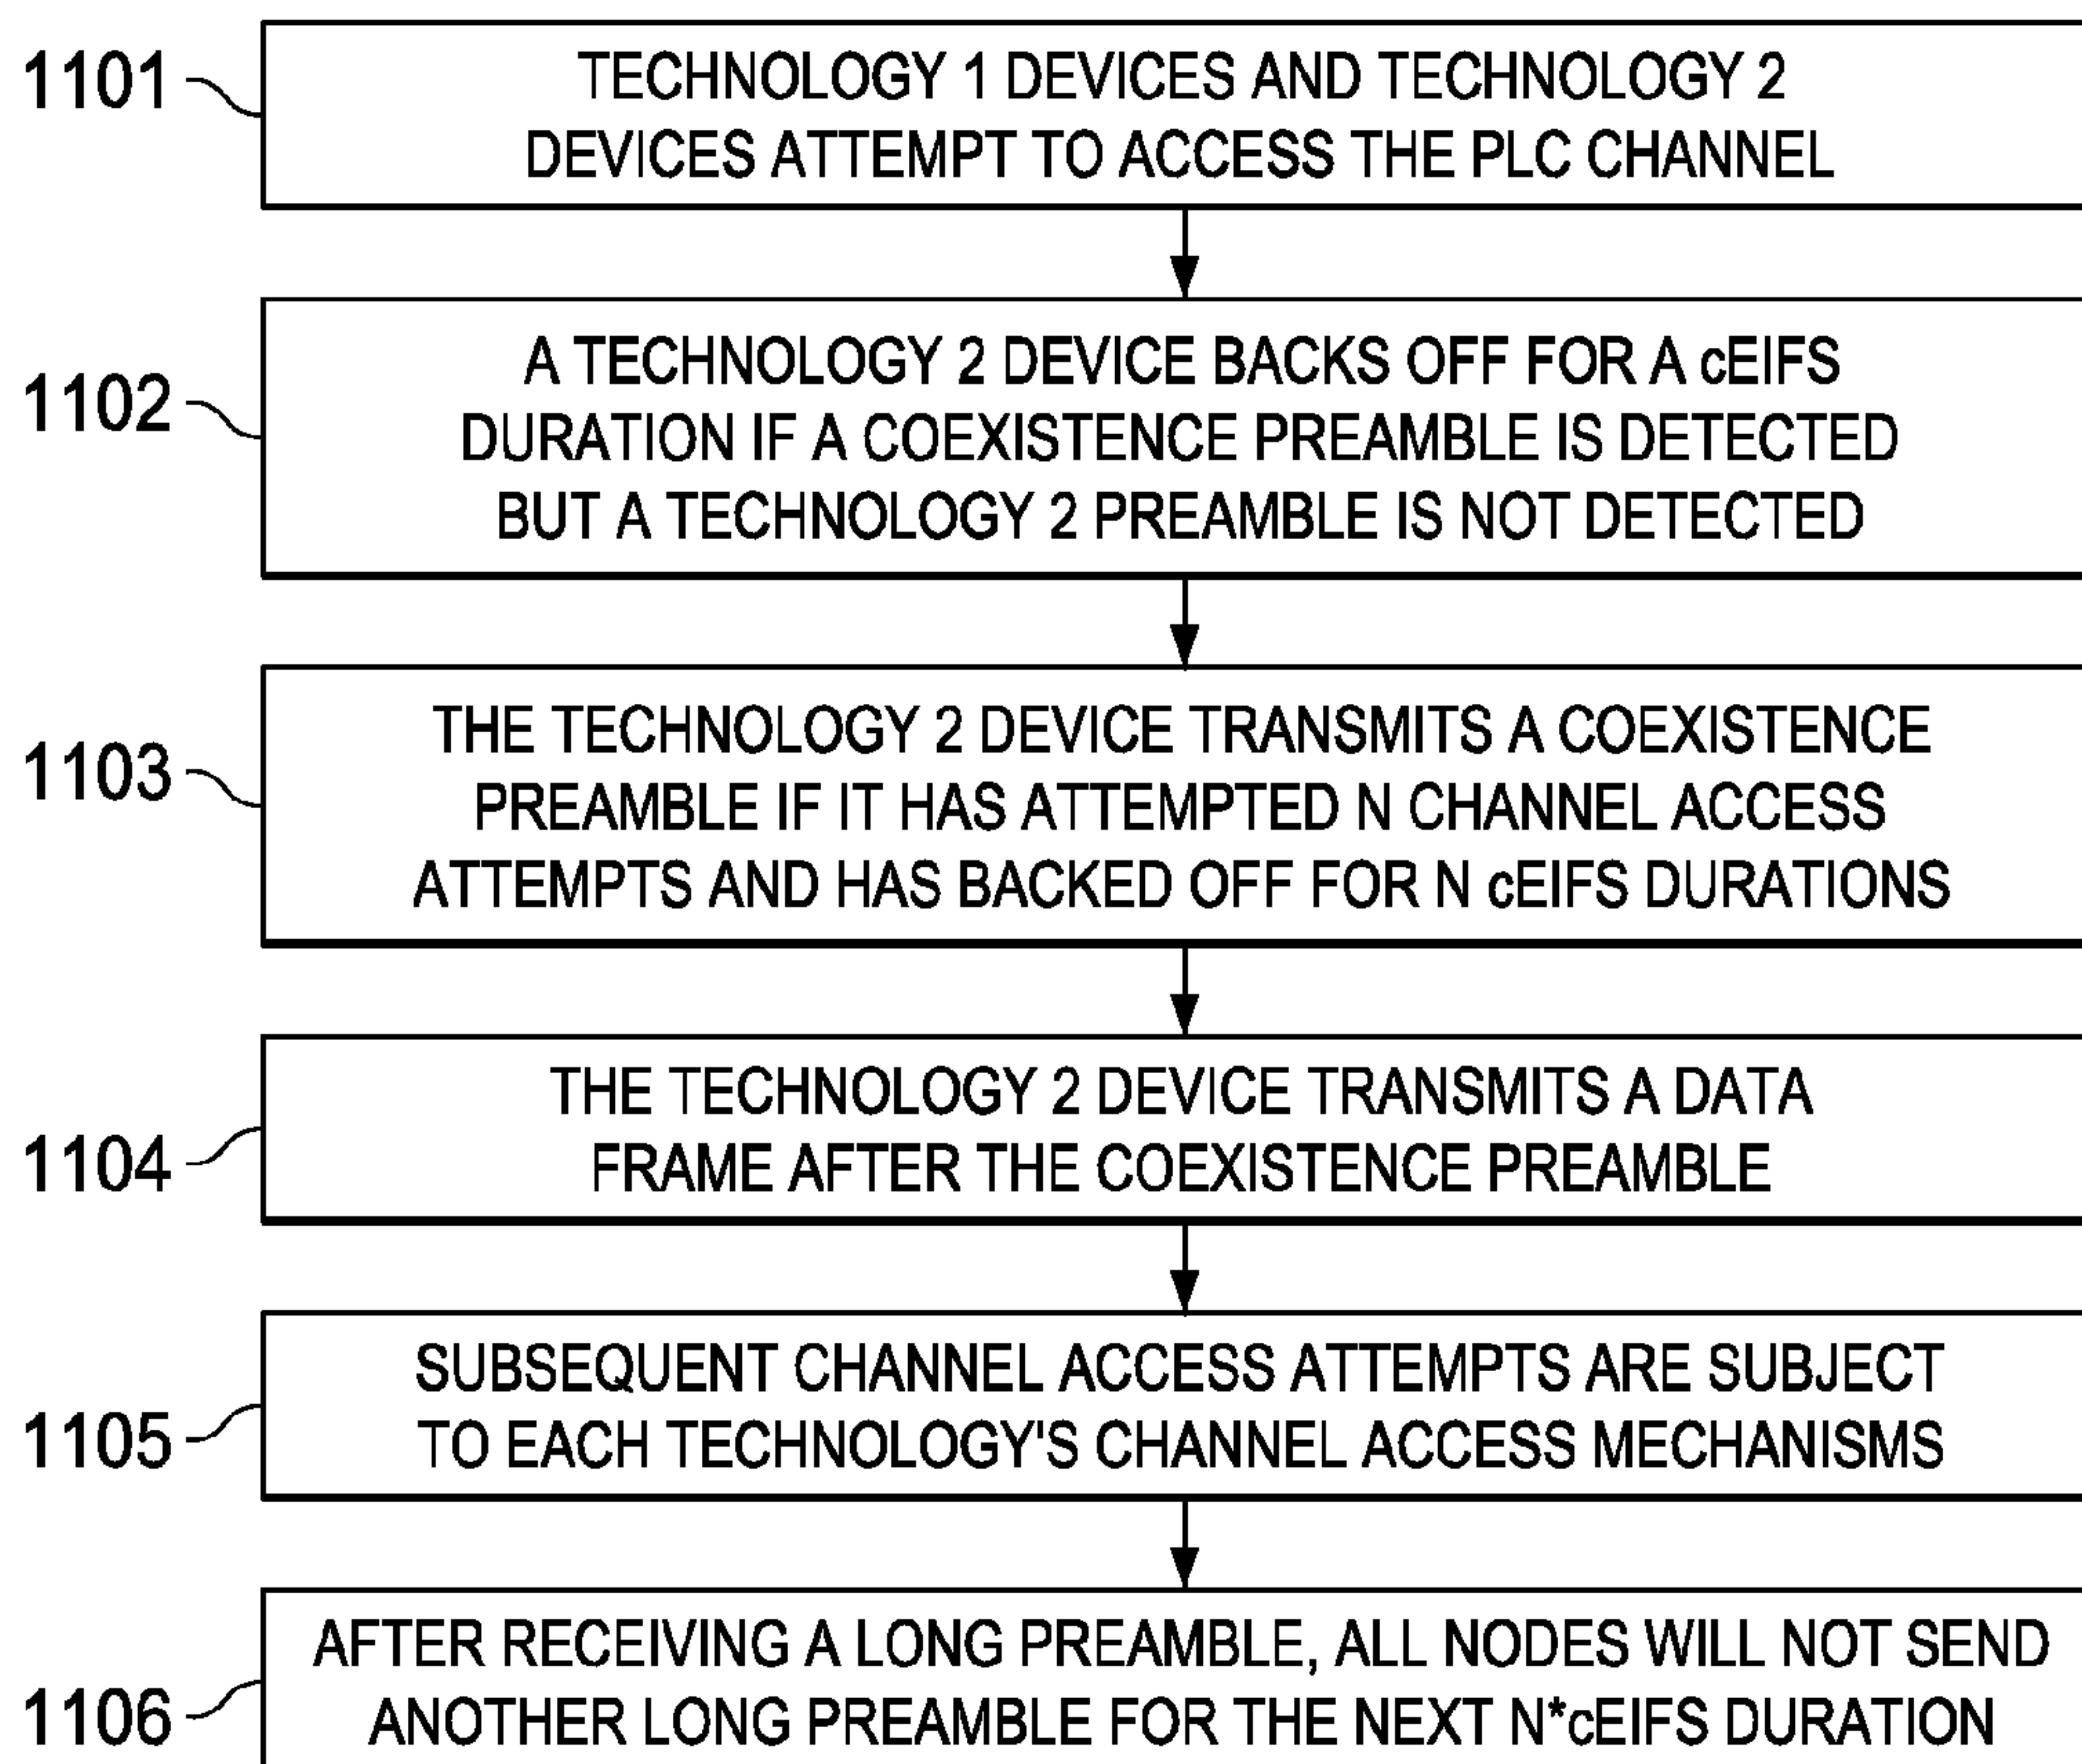 1101
TECHNOLOGY 1 DEVICES AND TECHNOLOGY 2
DEVICES ATTEMPT TO ACCESS THE PLC CHANNEL
1102
A TECHNOLOGY 2 DEVICE BACKS OFF FOR A cEIFS
DURATION IF A COEXISTENCE PREAMBLE IS DETECTED
BUT A TECHNOLOGY 2 PREAMBLE IS NOT DETECTED
1103
THE TECHNOLOGY 2 DEVICE TRANSMITS A COEXISTENCE
PREAMBLE IF IT HAS ATTEMPTED N CHANNEL ACCESS
ATTEMPTS AND HAS BACKED OFF FOR N cEIFS DURATIONS
1104
THE TECHNOLOGY 2 DEVICE TRANSMITS A DATA
FRAME AFTER THE COEXISTENCE PREAMBLE
1105
SUBSEQUENT CHANNEL ACCESS ATTEMPTS ARE SUBJECT
TO EACH TECHNOLOGY'S CHANNEL ACCESS MECHANISMS
1106
AFTER RECEIVING A LONG PREAMBLE, ALL NODES WILL NOT SEND
ANOTHER LONG PREAMBLE FOR THE NEXT N*cEIFS DURATION